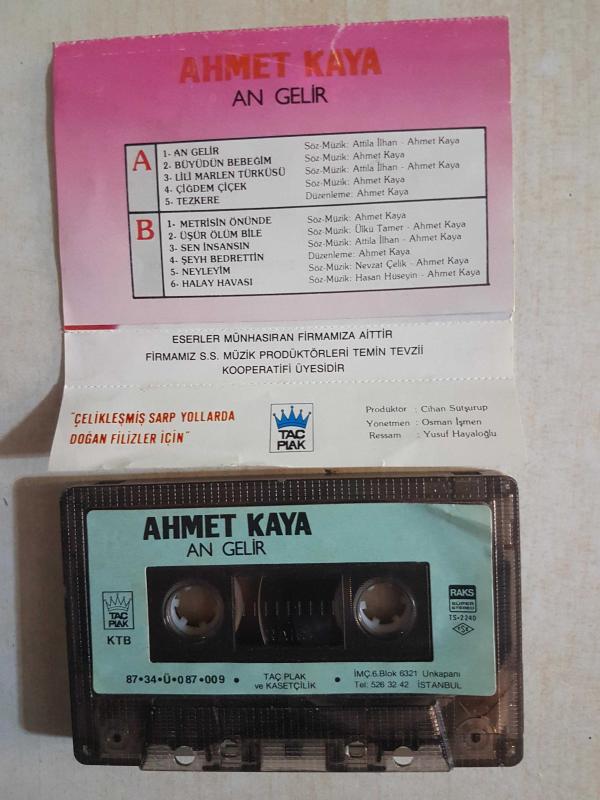 AHMET KAYA
AN GELİR
A
1- AN GELİR Söz-Müzik: Attila İlhan - Ahmet Kaya
2- BÜYÜDÜN BEBEĞİM Söz-Müzik: Ahmet Kaya
3- LİLİ MARLEN TÜRKÜSÜ Söz-Müzik: Attila İlhan - Ahmet Kaya
4- ÇİĞDEM ÇİÇEK Söz-Müzik: Ahmet Kaya
5- TEZKERE Düzenleme: Ahmet Kaya
B
1- METRİSİN ÖNÜNDE Söz-Müzik: Ahmet Kaya
2- ÜŞÜR ÖLÜM BİLE Söz-Müzik: Ülkü Tamer - Ahmet Kaya
3- SEN İNSANSIN Söz-Müzik: Attila İlhan - Ahmet Kaya
4- ŞEYH BEDRETTİN Düzenleme: Ahmet Kaya
5- NEYLEYİM Söz-Müzik: Nevzat Çelik - Ahmet Kaya
6- HALAY HAVASI Söz-Müzik: Hasan Hüseyin - Ahmet Kaya
ESERLER MÜNHASIRAN FİRMAMIZA AİTTİR
FİRMAMIZ S.S. MÜZİK PRODÜKTÖRLERİ TEMİN TEVZİİ
KOOPERATİFİ ÜYESİDİR
"ÇELİKLEŞMİŞ SARP YOLLARDA
DOĞAN FİLİZLER İÇİN"
TAÇ
PLAK
Prodüktör : Cihan Sütşurup
Yönetmen : Osman İşmen
Ressam : Yusuf Hayaloğlu
AHMET KAYA
AN GELİR
TAÇ
PLAK
KTB
RAKS
SÜPER
STEREO
TS-2240
TSE
87•34•Ü•087•009 •
TAÇ PLAK
ve KASETÇİLİK •
İMÇ.6.Blok 6321 Unkapanı
Tel: 526 32 42 İSTANBUL